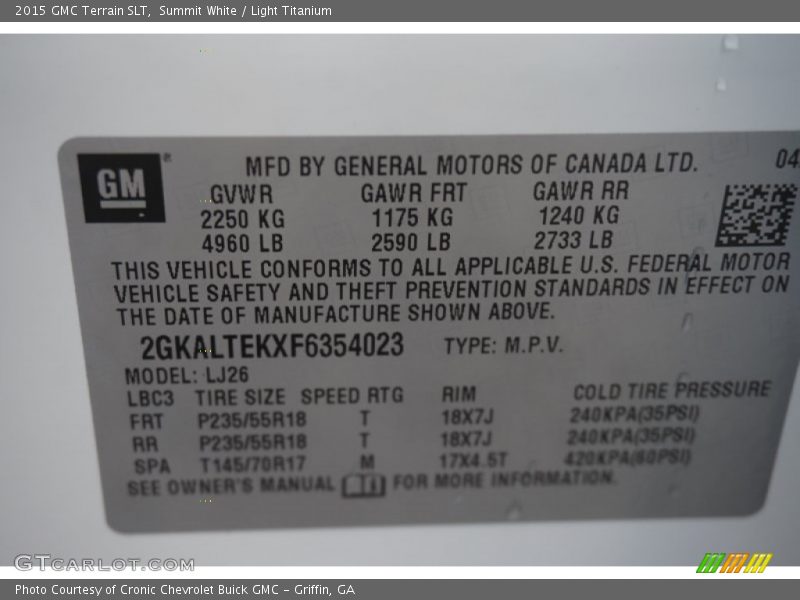 2015 GMC Terrain SLT, Summit White / Light Titanium
GM
MFD BY GENERAL MOTORS OF CANADA LTD. 04
GVWR GAWR FRT GAWR RR
2250 KG 1175 KG 1240 KG
4960 LB 2590 LB 2733 LB
THIS VEHICLE CONFORMS TO ALL APPLICABLE U.S. FEDERAL MOTOR
VEHICLE SAFETY AND THEFT PREVENTION STANDARDS IN EFFECT ON
THE DATE OF MANUFACTURE SHOWN ABOVE.
2GKALTEKXF6354023 TYPE: M.P.V.
MODEL: LJ26
LBC3 TIRE SIZE SPEED RTG RIM COLD TIRE PRESSURE
FRT P235/55R18 T 18X7J 240KPA(35PSI)
RR P235/55R18 T 18X7J 240KPA(35PSI)
SPA T145/70R17 M 17X4.5T 420KPA(60PSI)
SEE OWNER'S MANUAL FOR MORE INFORMATION.
GTCARLOT.COM
Photo Courtesy of Cronic Chevrolet Buick GMC - Griffin, GA